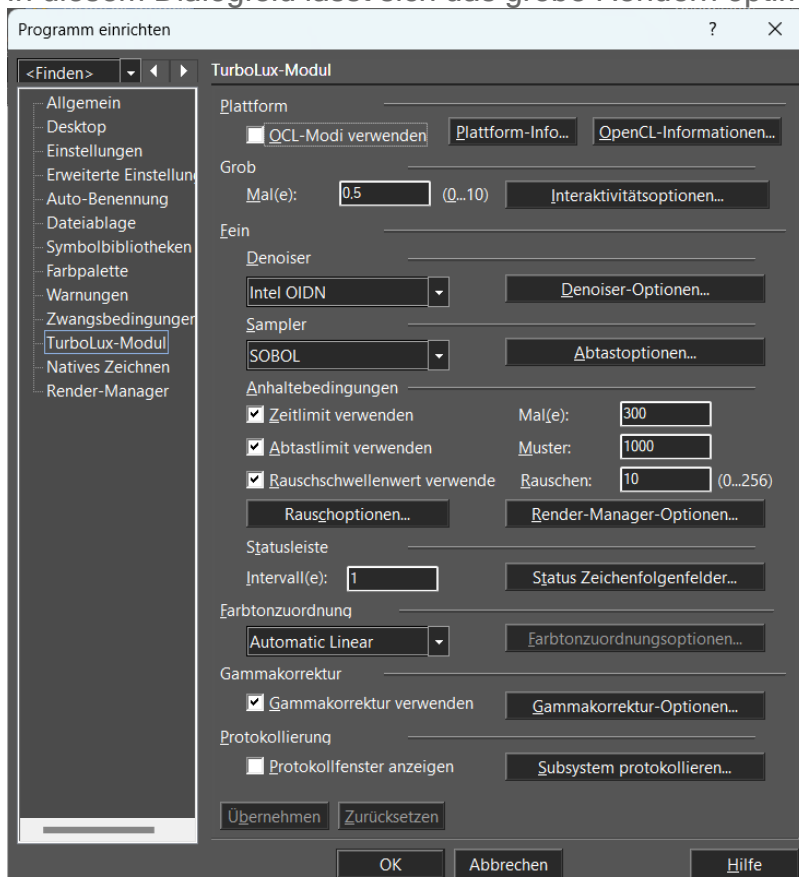 Programm einrichten ? ×
<Finden>
Allgemein
Desktop
Einstellungen
Erweiterte Einstellun
Auto-Benennung
Dateiablage
Symbolbibliotheken
Farbpalette
Warnungen
Zwangsbedingunger
TurboLux-Modul
Natives Zeichnen
Render-Manager
TurboLux-Modul
Plattform
OCL-Modi verwenden Plattform-Info... OpenCL-Informationen...
Grob
Mal(e): 0,5 (0...10) Interaktivitätsoptionen...
Fein
Denoiser
Intel OIDN Denoiser-Optionen...
Sampler
SOBOL Abtastoptionen...
Anhaltebedingungen
Zeitlimit verwenden Mal(e): 300
Abtastlimit verwenden Muster: 1000
Rauschschwellenwert verwende Rauschen: 10 (0...256)
Rauschoptionen... Render-Manager-Optionen...
Statusleiste
Intervall(e): 1 Status Zeichenfolgenfelder...
Farbtonzuordnung
Automatic Linear Farbtonzuordnungsoptionen...
Gammakorrektur
Gammakorrektur verwenden Gammakorrektur-Optionen...
Protokollierung
Protokollfenster anzeigen Subsystem protokollieren...
Übernehmen Zurücksetzen
OK Abbrechen Hilfe